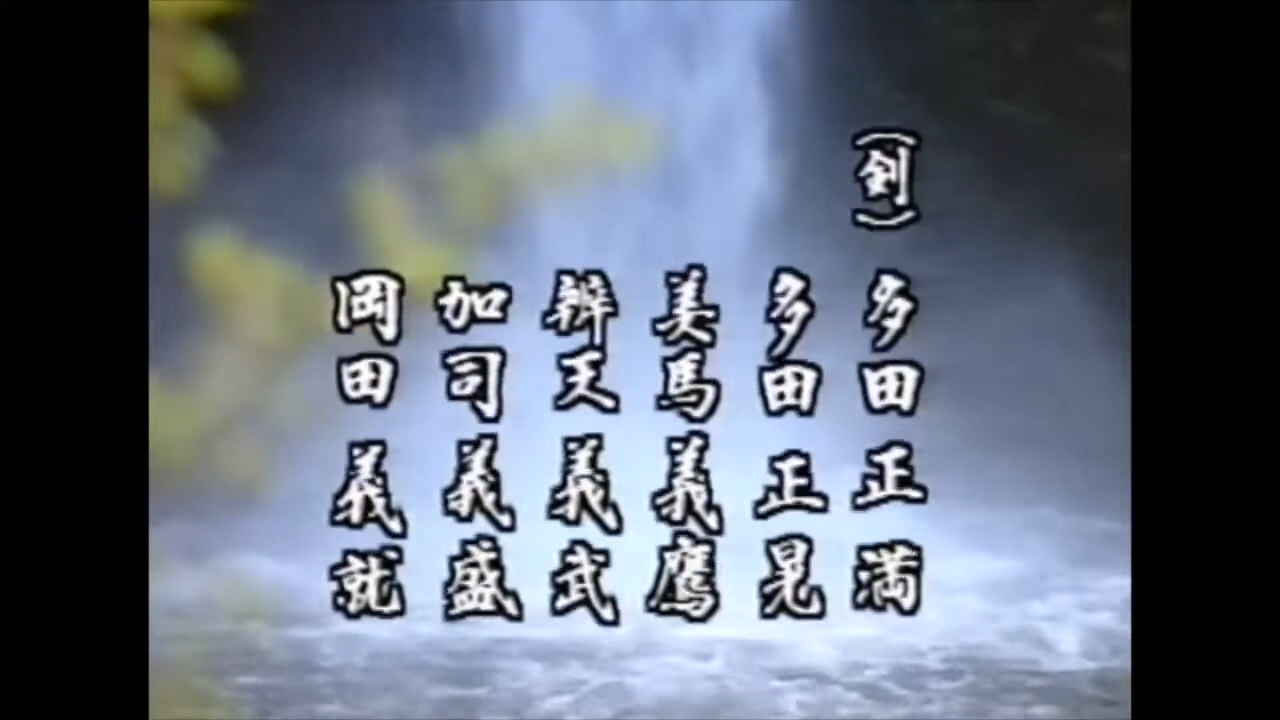 (剣) 多田 正満
多田 正晃
美馬 義鷹
辨天 義武
加司 義盛
岡田 義就